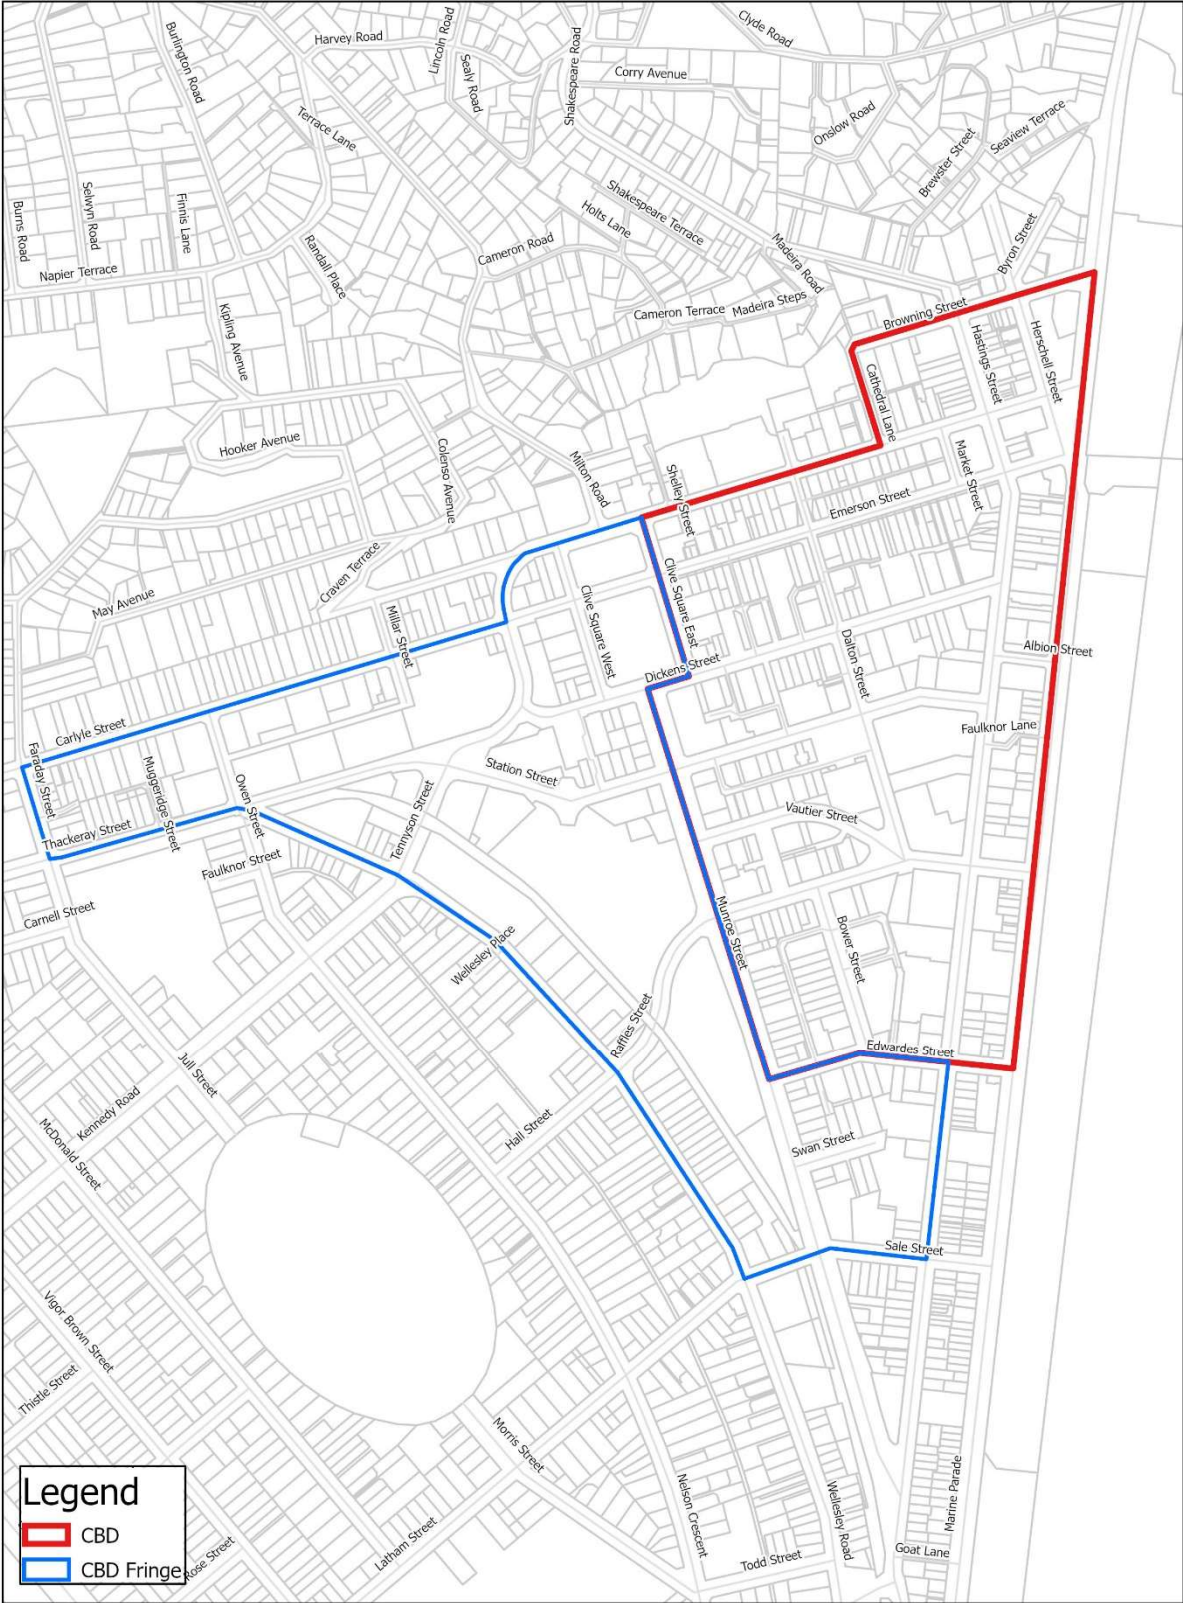 Clyde Road
Lincoln Road
Burlington Road
Harvey Road
Shakespeare Road
Sealy Road
Corry Avenue
Onslow Road
Terrace Lane
Seaview Terrace
Brewster Street
Selwyn Road
Finnis Lane
Burns Road
Shakespeare Terrace
Holts Lane
Byron Street
Randall Place
Cameron Road
Madeira Road
Napier Terrace
Cameron Terrace
Madeira Steps
Browning Street
Kipling Avenue
Hastings Street
Herschell Street
Cathedral Lane
Hooker Avenue
Colenso Avenue
Milton Road
Market Street
Shelley Street
Emerson Street
Craven Terrace
May Avenue
Clive Square East
Clive Square West
Millar Street
Dalton Street
Albion Street
Dickens Street
Carlyle Street
Faulknor Lane
Faraday Street
Muggeridge Street
Owen Street
Station Street
Tennyson Street
Vautier Street
Thackeray Street
Faulknor Street
Carnell Street
Munroe Street
Bower Street
Wellesley Place
Raffles Street
Edwardes Street
Jull Street
Kennedy Road
McDonald Street
Hall Street
Swan Street
Sale Street
Vigor Brown Street
Thistle Street
Morris Street
Nelson Crescent
Wellesley Road
Marine Parade
Latham Street
Rose Street
Todd Street
Goat Lane
Legend
CBD
CBD Fringe